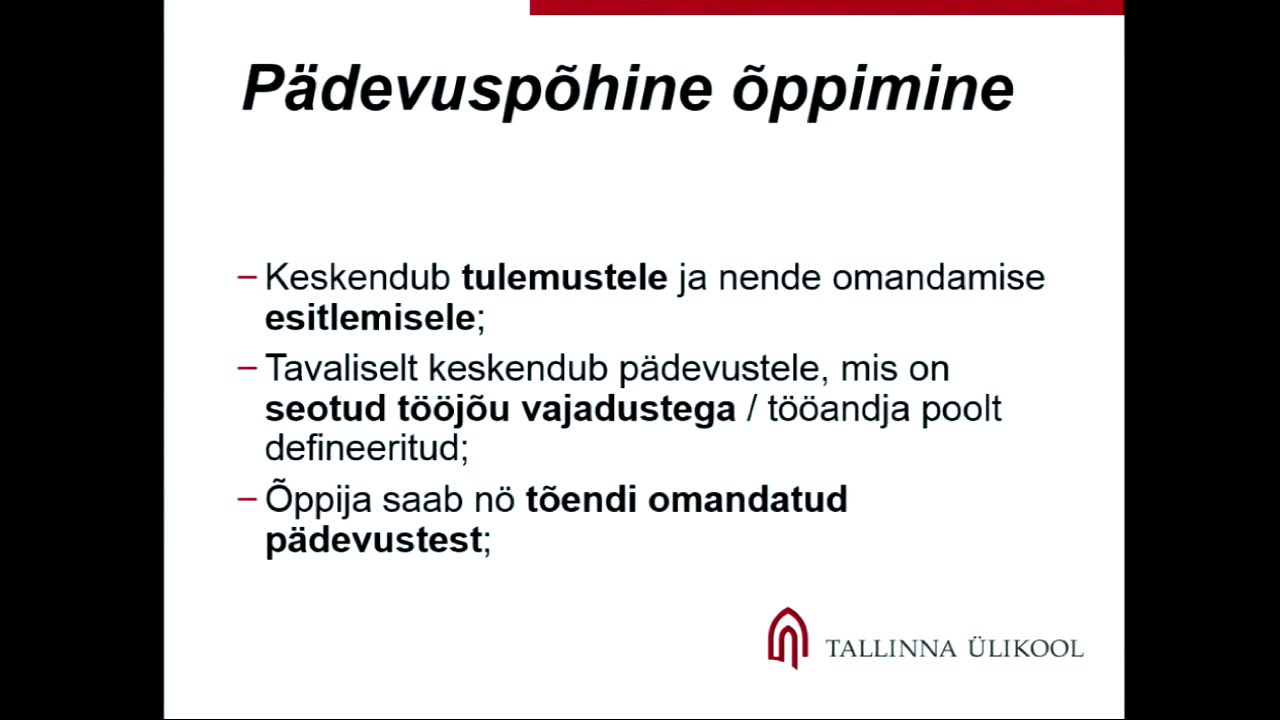 Pädevuspõhine õppimine
– Keskendub tulemustele ja nende omandamise
esitlemisele;
– Tavaliselt keskendub pädevustele, mis on
seotud tööjõu vajadustega / tööandja poolt
defineeritud;
– Õppija saab nö tõendi omandatud
pädevustest;
TALLINNA ÜLIKOOL